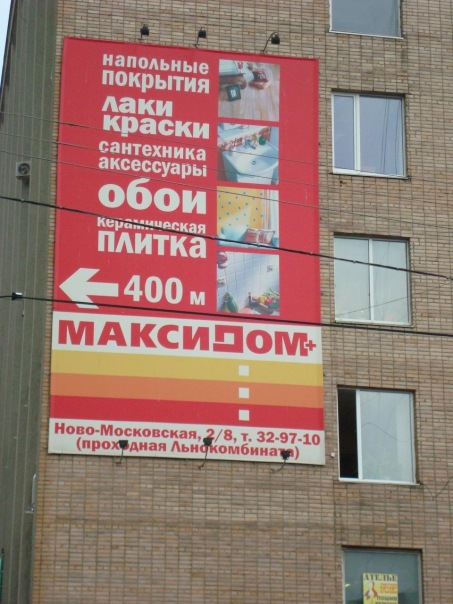 напольные
покрытия
лаки
краски
сантехника
аксессуары
обои
керамическая
плитка
400 м
МАКСИДОМ+
Ново-Московская, 2/8, т. 32-97-10
(проходная Льнокомбината)
АТЕЛЬЕ